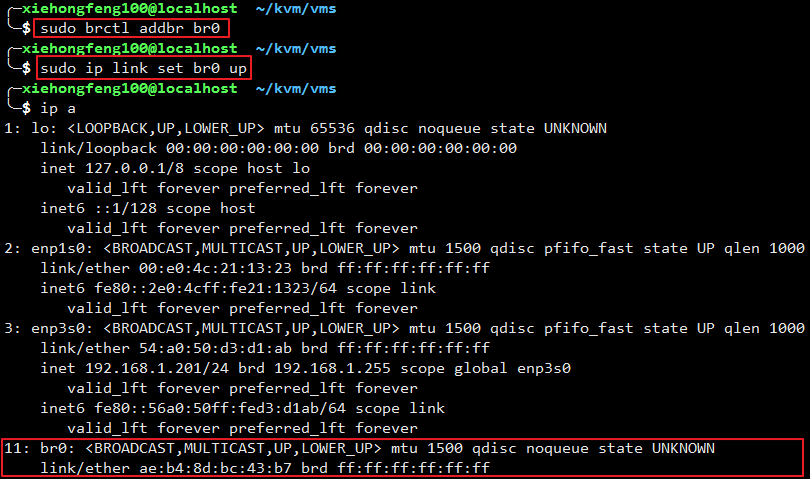 ╭─xiehongfeng100@localhost  ~/kvm/vms
╰─$ sudo brctl addbr br0
╭─xiehongfeng100@localhost  ~/kvm/vms
╰─$ sudo ip link set br0 up
╭─xiehongfeng100@localhost  ~/kvm/vms
╰─$ ip a
1: lo: <LOOPBACK,UP,LOWER_UP> mtu 65536 qdisc noqueue state UNKNOWN
    link/loopback 00:00:00:00:00:00 brd 00:00:00:00:00:00
    inet 127.0.0.1/8 scope host lo
       valid_lft forever preferred_lft forever
    inet6 ::1/128 scope host
       valid_lft forever preferred_lft forever
2: enp1s0: <BROADCAST,MULTICAST,UP,LOWER_UP> mtu 1500 qdisc pfifo_fast state UP qlen 1000
    link/ether 00:e0:4c:21:13:23 brd ff:ff:ff:ff:ff:ff
    inet6 fe80::2e0:4cff:fe21:1323/64 scope link
       valid_lft forever preferred_lft forever
3: enp3s0: <BROADCAST,MULTICAST,UP,LOWER_UP> mtu 1500 qdisc pfifo_fast state UP qlen 1000
    link/ether 54:a0:50:d3:d1:ab brd ff:ff:ff:ff:ff:ff
    inet 192.168.1.201/24 brd 192.168.1.255 scope global enp3s0
       valid_lft forever preferred_lft forever
    inet6 fe80::56a0:50ff:fed3:d1ab/64 scope link
       valid_lft forever preferred_lft forever
11: br0: <BROADCAST,MULTICAST,UP,LOWER_UP> mtu 1500 qdisc noqueue state UNKNOWN
    link/ether ae:b4:8d:bc:43:b7 brd ff:ff:ff:ff:ff:ff